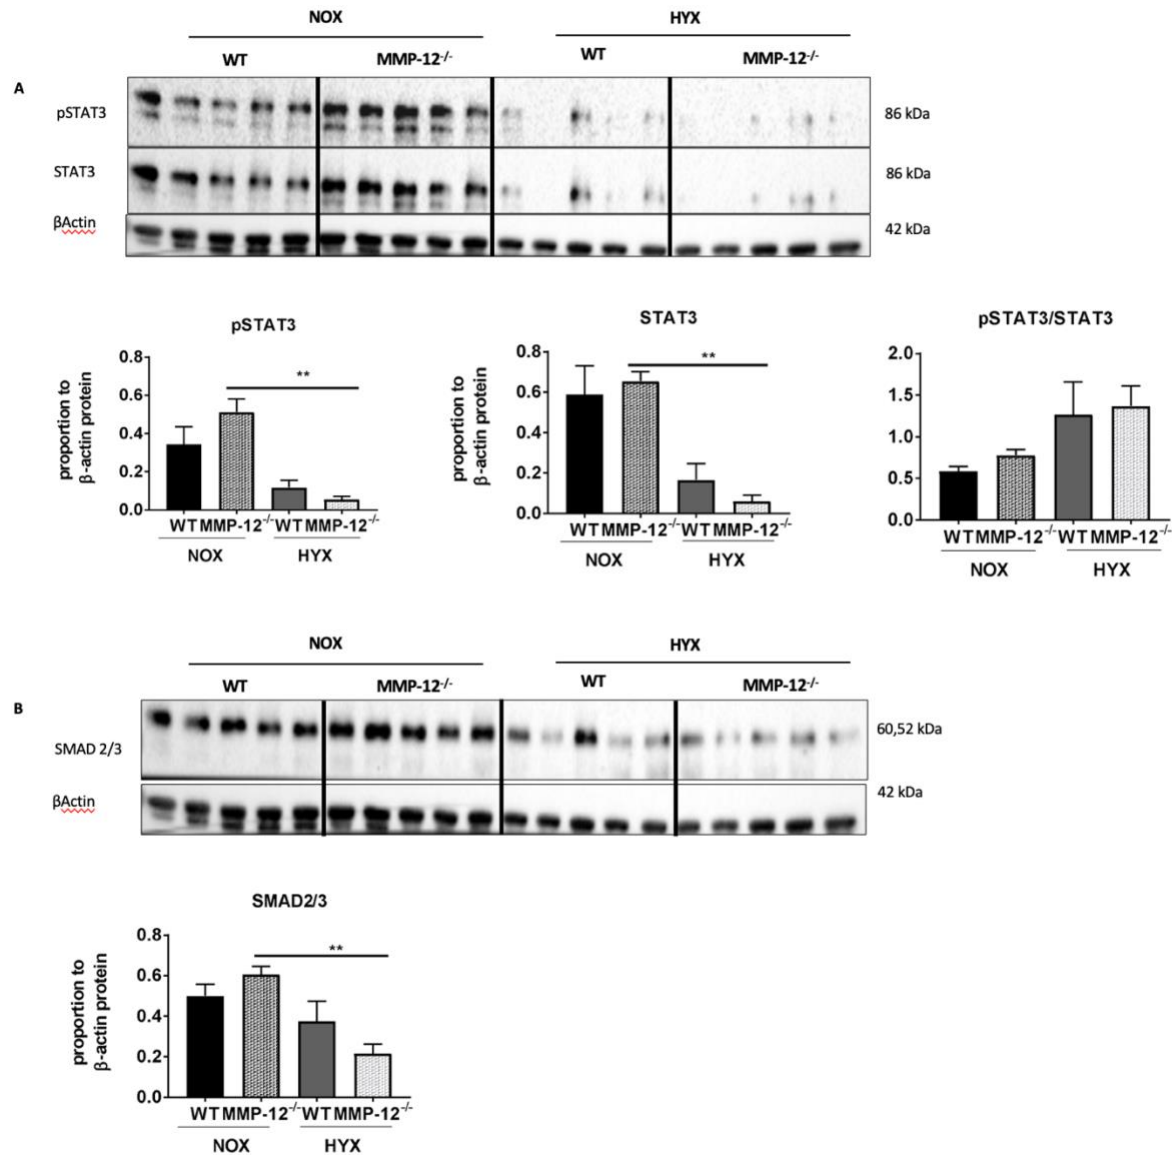 NOX HYX
WT MMP-12-/- WT MMP-12-/-
A
pSTAT3 86 kDa
STAT3 86 kDa
βActin 42 kDa
pSTAT3
proportion to
β-actin protein
0.8
0.6
0.4
0.2
0.0
**
WT MMP-12-/- WT MMP-12-/-
NOX HYX
STAT3
proportion to
β-actin protein
0.8
0.6
0.4
0.2
0.0
**
WT MMP-12-/- WT MMP-12-/-
NOX HYX
pSTAT3/STAT3
2.0
1.5
1.0
0.5
0.0
WT MMP-12-/- WT MMP-12-/-
NOX HYX
NOX HYX
WT MMP-12-/- WT MMP-12-/-
B
SMAD 2/3 60,52 kDa
βActin 42 kDa
SMAD2/3
proportion to
β-actin protein
0.8
0.6
0.4
0.2
0.0
**
WT MMP-12-/- WT MMP-12-/-
NOX HYX